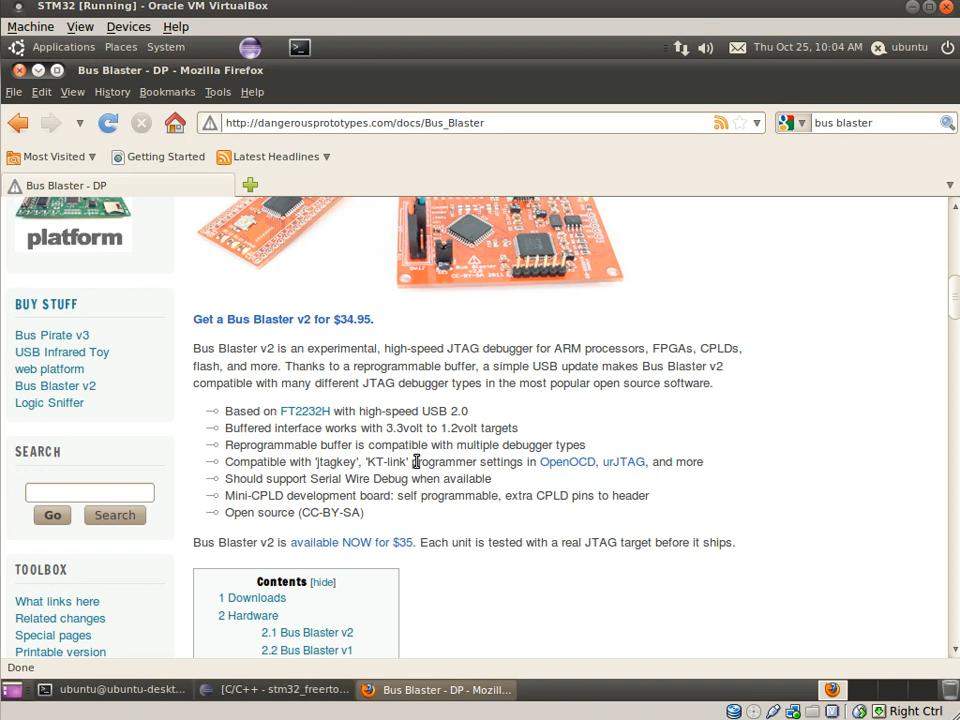 STM32 [Running] - Oracle VM VirtualBox
Machine View Devices Help
Applications Places System
Thu Oct 25, 10:04 AM
ubuntu
Bus Blaster - DP - Mozilla Firefox
File Edit View History Bookmarks Tools Help
http://dangerousprototypes.com/docs/Bus_Blaster
bus blaster
Most Visited
Getting Started
Latest Headlines
Bus Blaster - DP
platform
BUY STUFF
Bus Pirate v3
USB Infrared Toy
web platform
Bus Blaster v2
Logic Sniffer
SEARCH
Go
Search
TOOLBOX
What links here
Related changes
Special pages
Printable version
CC-BY-SA 2011
Get a Bus Blaster v2 for $34.95.
Bus Blaster v2 is an experimental, high-speed JTAG debugger for ARM processors, FPGAs, CPLDs,
flash, and more. Thanks to a reprogrammable buffer, a simple USB update makes Bus Blaster v2
compatible with many different JTAG debugger types in the most popular open source software.
Based on FT2232H with high-speed USB 2.0
Buffered interface works with 3.3volt to 1.2volt targets
Reprogrammable buffer is compatible with multiple debugger types
Compatible with 'jtagkey', 'KT-link' programmer settings in OpenOCD, urJTAG, and more
Should support Serial Wire Debug when available
Mini-CPLD development board: self programmable, extra CPLD pins to header
Open source (CC-BY-SA)
Bus Blaster v2 is available NOW for $35. Each unit is tested with a real JTAG target before it ships.
Contents [hide]
1 Downloads
2 Hardware
2.1 Bus Blaster v2
2.2 Bus Blaster v1
Done
ubuntu@ubuntu-deskt...
[C/C++ - stm32_freerto...
Bus Blaster - DP - Mozill...
Right Ctrl